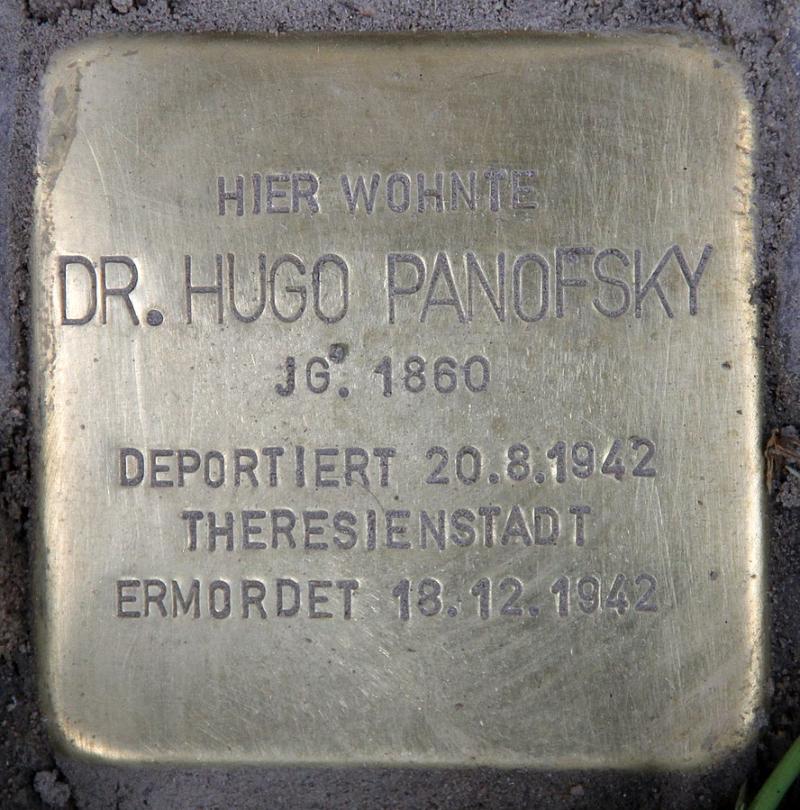 HIER WOHNTE
DR. HUGO PANOFSKY
JG. 1860
DEPORTIERT 20.8.1942
THERESIENSTADT
ERMORDET 18.12.1942